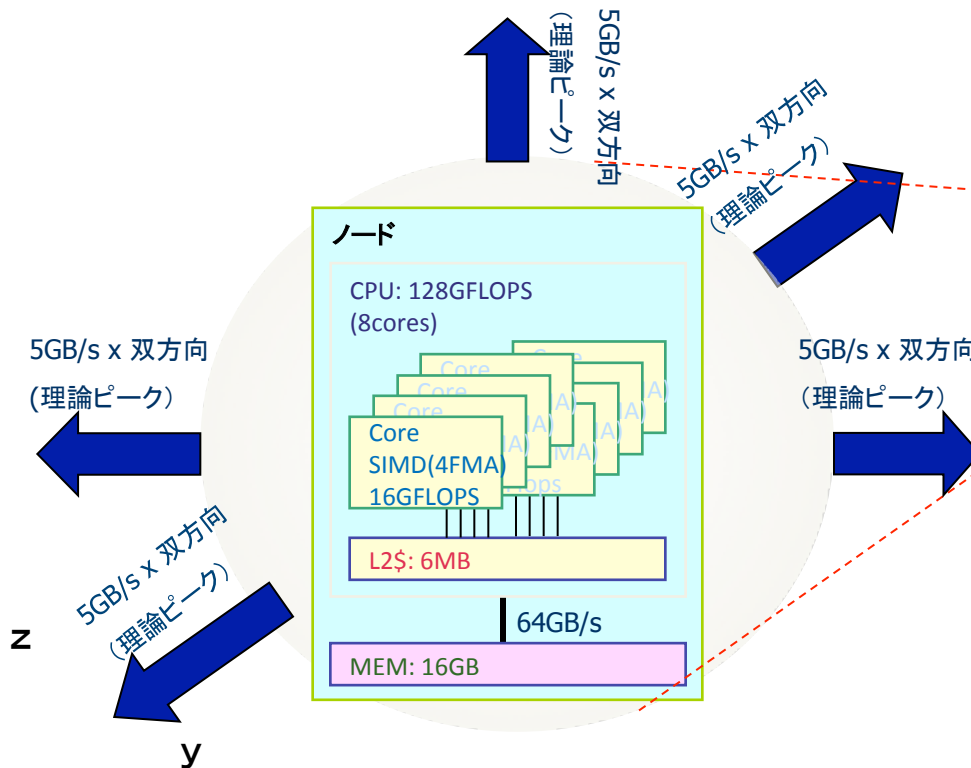 5GB/s x 双方向
(理論ピーク)
5GB/s x 双方向
(理論ピーク)
ノード
CPU: 128GFLOPS
(8cores)
5GB/s x 双方向
(理論ピーク)
5GB/s x 双方向
(理論ピーク)
Core
Core
Core
Core
SIMD(4FMA)
16GFLOPS
L2$: 6MB
5GB/s x 双方向
(理論ピーク)
64GB/s
MEM: 16GB
z
y